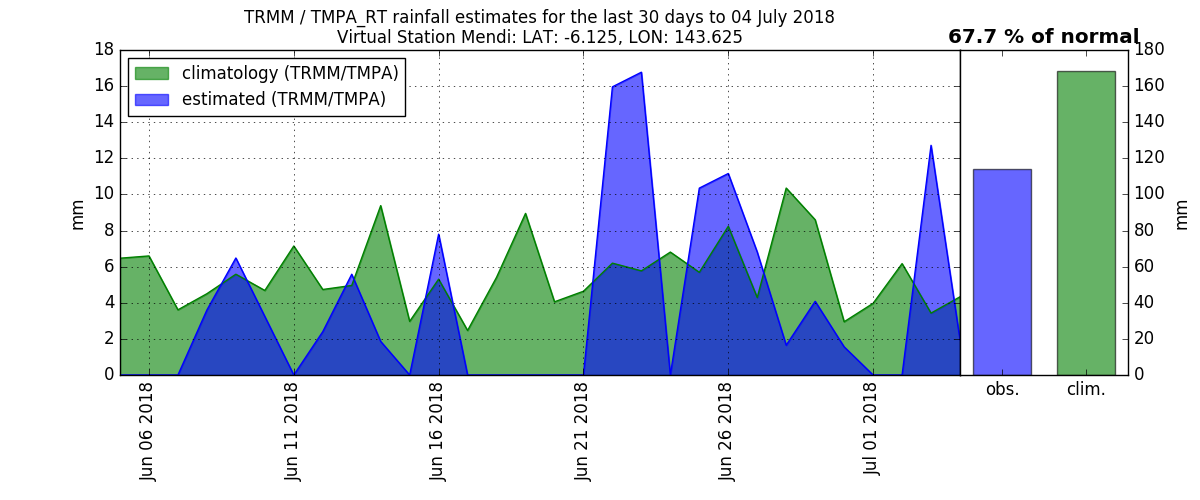 TRMM / TMPA_RT rainfall estimates for the last 30 days to 04 July 2018
Virtual Station Mendi: LAT: -6.125, LON: 143.625
67.7 % of normal
climatology (TRMM/TMPA)
estimated (TRMM/TMPA)
18
16
14
12
10
8
6
4
2
0
mm
180
160
140
120
100
80
60
40
20
0
mm
obs.
clim.
Jun 06 2018
Jun 11 2018
Jun 16 2018
Jun 21 2018
Jun 26 2018
Jul 01 2018